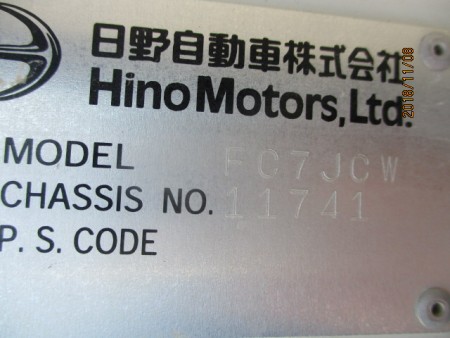 日野自動車株式会社
Hino Motors, Ltd.
MODEL FC7JCW
CHASSIS NO. 11741
P. S. CODE
2018/11/08